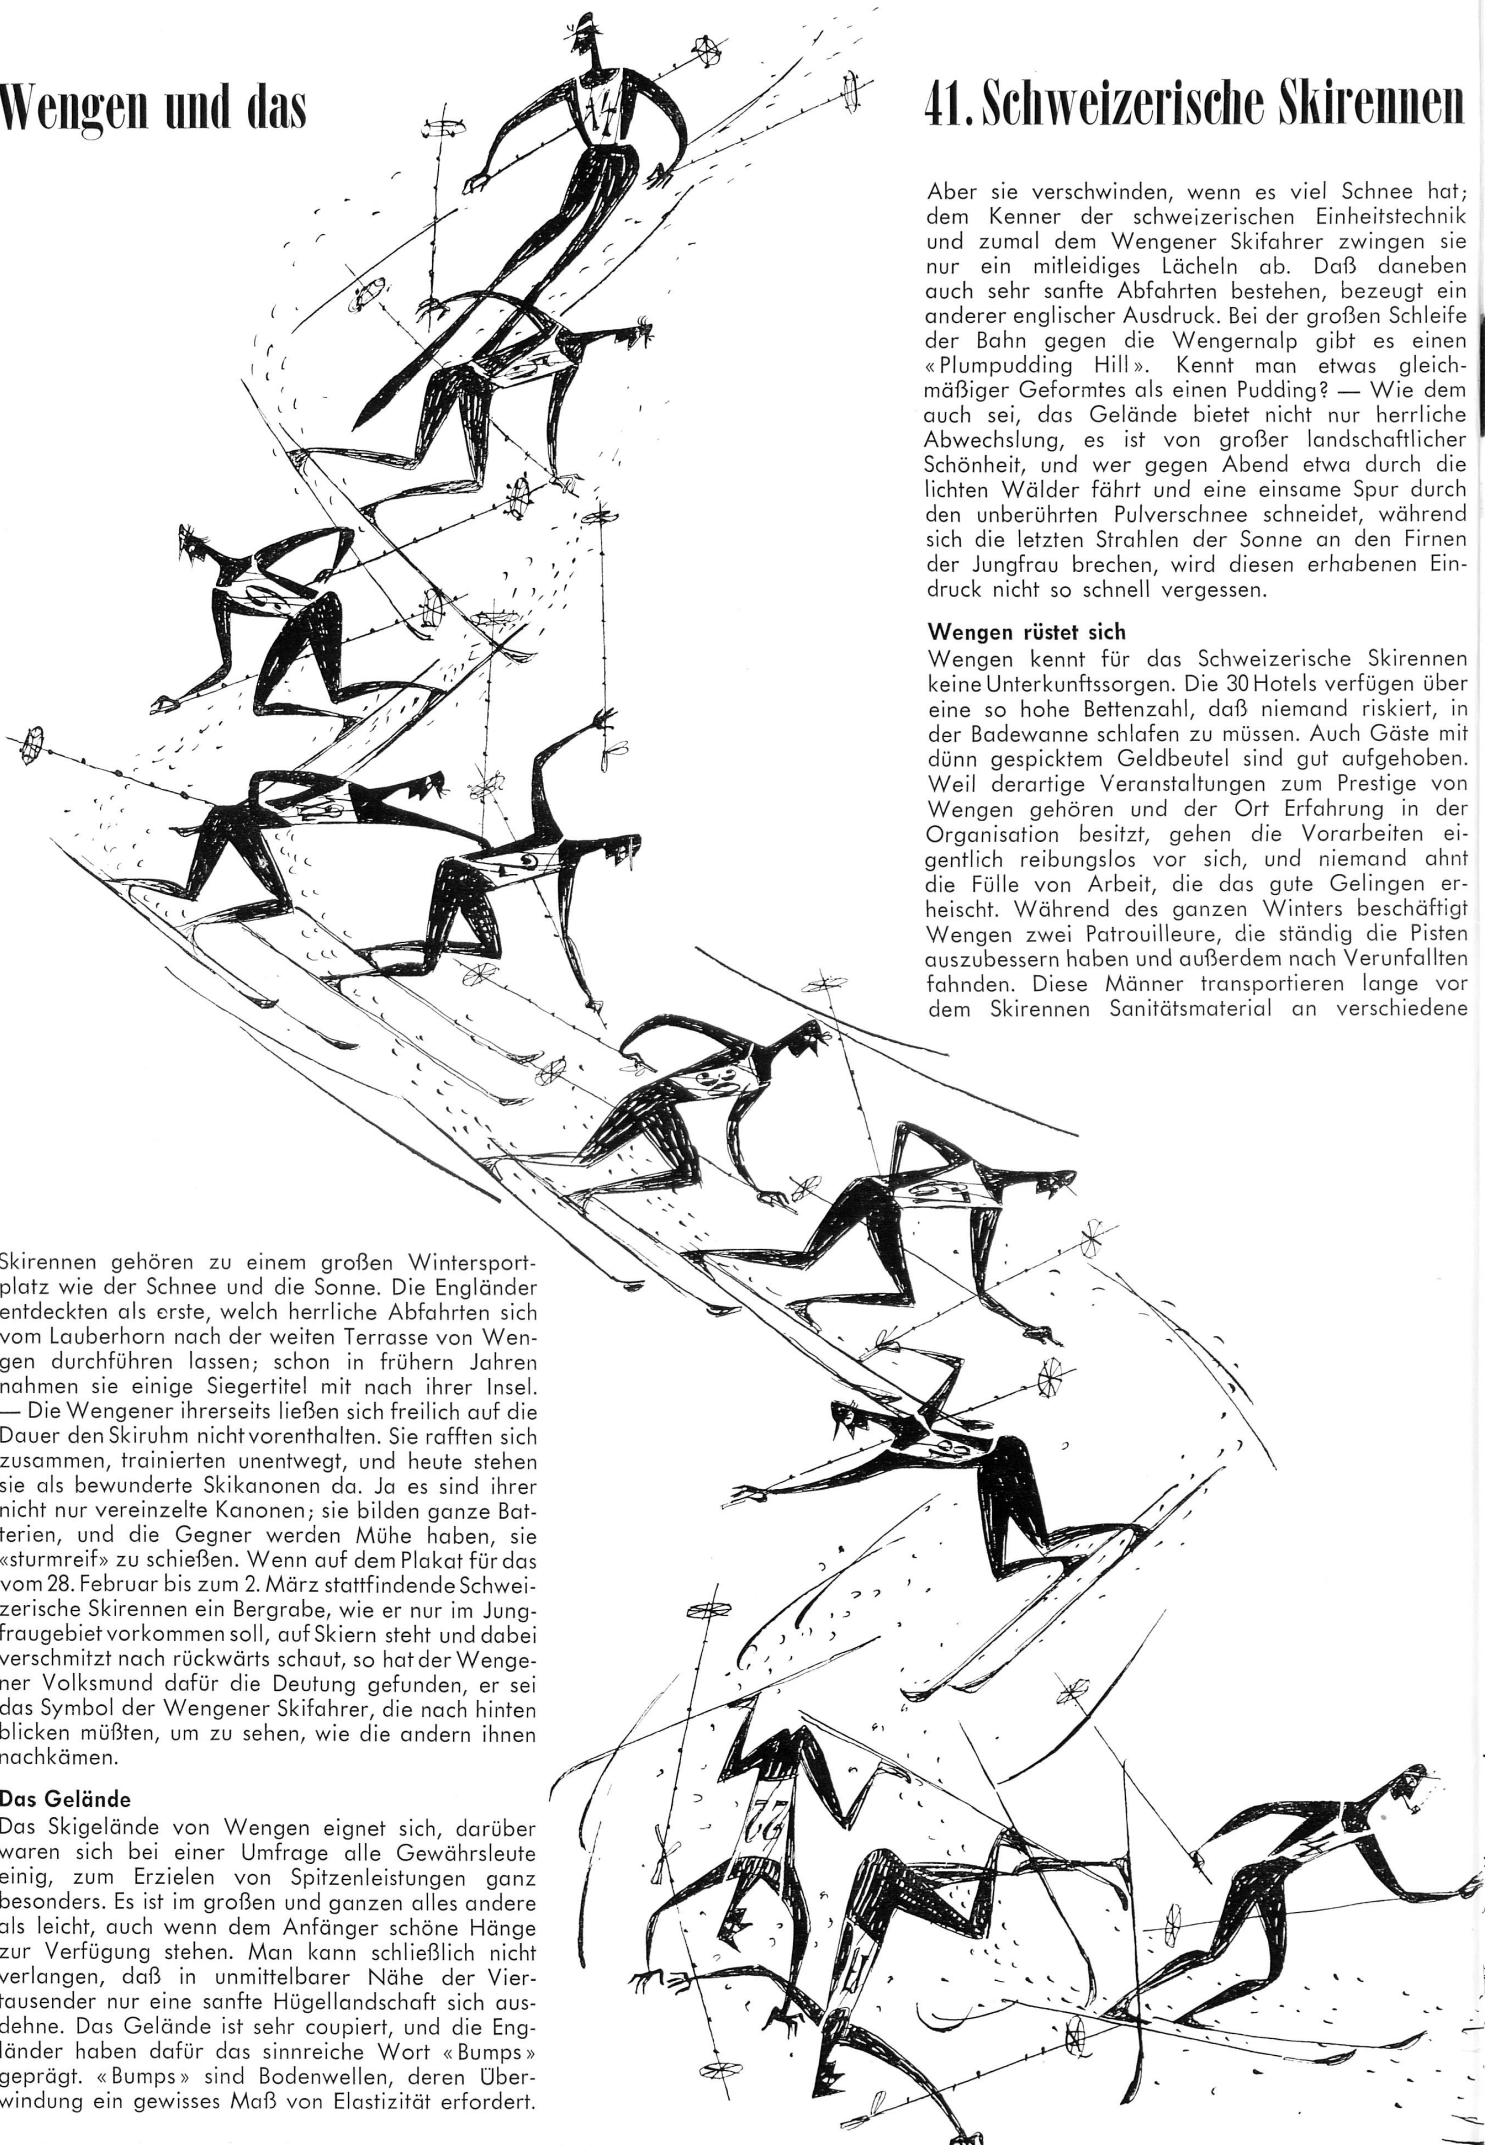 Wengen und das
41. Schweizerische Skirennen
Skirennen gehören zu einem großen Wintersport-
platz wie der Schnee und die Sonne. Die Engländer
entdeckten als erste, welch herrliche Abfahrten sich
vom Lauberhorn nach der weiten Terrasse von Wen-
gen durchführen lassen; schon in frühern Jahren
nahmen sie einige Siegertitel mit nach ihrer Insel.
— Die Wengener ihrerseits ließen sich freilich auf die
Dauer den Skiruhm nicht vorenthalten. Sie rafften sich
zusammen, trainierten unentwegt, und heute stehen
sie als bewunderte Skikanonen da. Ja es sind ihrer
nicht nur vereinzelte Kanonen; sie bilden ganze Bat-
terien, und die Gegner werden Mühe haben, sie
«sturmreif» zu schießen. Wenn auf dem Plakat für das
vom 28. Februar bis zum 2. März stattfindende Schwei-
zerische Skirennen ein Bergrabe, wie er nur im Jung-
fraugebiet vorkommen soll, auf Skiern steht und dabei
verschmitzt nach rückwärts schaut, so hat der Wenge-
ner Volksmund dafür die Deutung gefunden, er sei
das Symbol der Wengener Skifahrer, die nach hinten
blicken müßten, um zu sehen, wie die andern ihnen
nachkämen.
Das Gelände
Das Skigelände von Wengen eignet sich, darüber
waren sich bei einer Umfrage alle Gewährsleute
einig, zum Erzielen von Spitzenleistungen ganz
besonders. Es ist im großen und ganzen alles andere
als leicht, auch wenn dem Anfänger schöne Hänge
zur Verfügung stehen. Man kann schließlich nicht
verlangen, daß in unmittelbarer Nähe der Vier-
tausender nur eine sanfte Hügellandschaft sich aus-
dehne. Das Gelände ist sehr coupiert, und die Eng-
länder haben dafür das sinnreiche Wort «Bumps»
geprägt. «Bumps» sind Bodenwellen, deren Über-
windung ein gewisses Maß von Elastizität erfordert.
Aber sie verschwinden, wenn es viel Schnee hat;
dem Kenner der schweizerischen Einheitstechnik
und zumal dem Wengener Skifahrer zwingen sie
nur ein mitleidiges Lächeln ab. Daß daneben
auch sehr sanfte Abfahrten bestehen, bezeugt ein
anderer englischer Ausdruck. Bei der großen Schleife
der Bahn gegen die Wengernalp gibt es einen
«Plumpudding Hill». Kennt man etwas gleich-
mäßiger Geformtes als einen Pudding? — Wie dem
auch sei, das Gelände bietet nicht nur herrliche
Abwechslung, es ist von großer landschaftlicher
Schönheit, und wer gegen Abend etwa durch die
lichten Wälder fährt und eine einsame Spur durch
den unberührten Pulverschnee schneidet, während
sich die letzten Strahlen der Sonne an den Firnen
der Jungfrau brechen, wird diesen erhabenen Ein-
druck nicht so schnell vergessen.
Wengen rüstet sich
Wengen kennt für das Schweizerische Skirennen
keine Unterkunftssorgen. Die 30 Hotels verfügen über
eine so hohe Bettenzahl, daß niemand riskiert, in
der Badewanne schlafen zu müssen. Auch Gäste mit
dünn gespicktem Geldbeutel sind gut aufgehoben.
Weil derartige Veranstaltungen zum Prestige von
Wengen gehören und der Ort Erfahrung in der
Organisation besitzt, gehen die Vorarbeiten ei-
gentlich reibungslos vor sich, und niemand ahnt
die Fülle von Arbeit, die das gute Gelingen er-
heischt. Während des ganzen Winters beschäftigt
Wengen zwei Patrouilleure, die ständig die Pisten
auszubessern haben und außerdem nach Verunfallten
fahnden. Diese Männer transportieren lange vor
dem Skirennen Sanitätsmaterial an verschiedene